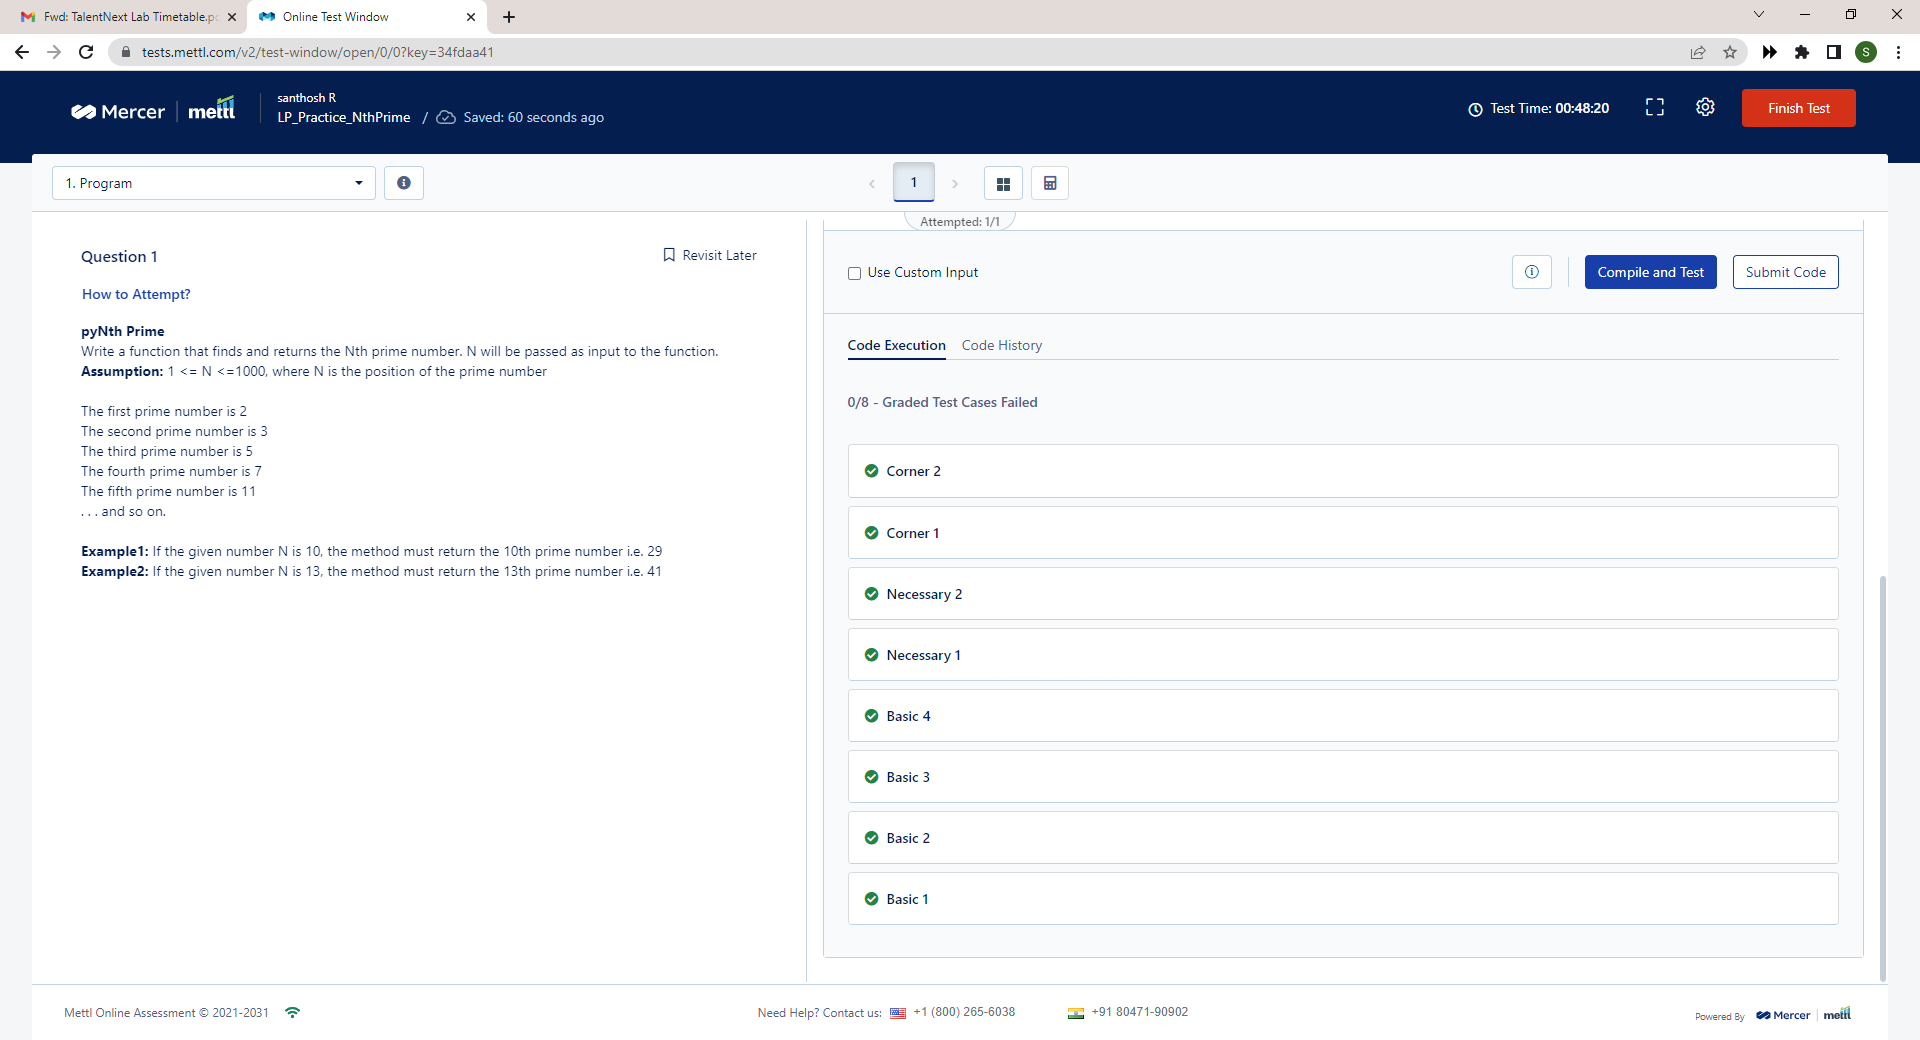 Fwd: TalentNext Lab Timetable.pd
Online Test Window
tests.mettl.com/v2/test-window/open/0/0?key=34fdaa41
S
Mercer
mettl
santhosh R
LP_Practice_NthPrime / Saved: 60 seconds ago
Test Time: 00:48:20
Finish Test
1. Program
1
Attempted: 1/1
Question 1
Revisit Later
How to Attempt?
pyNth Prime
Write a function that finds and returns the Nth prime number. N will be passed as input to the function.
Assumption: 1 <= N <=1000, where N is the position of the prime number
The first prime number is 2
The second prime number is 3
The third prime number is 5
The fourth prime number is 7
The fifth prime number is 11
. . . and so on.
Example1: If the given number N is 10, the method must return the 10th prime number i.e. 29
Example2: If the given number N is 13, the method must return the 13th prime number i.e. 41
Use Custom Input
Compile and Test
Submit Code
Code Execution
Code History
0/8 - Graded Test Cases Failed
Corner 2
Corner 1
Necessary 2
Necessary 1
Basic 4
Basic 3
Basic 2
Basic 1
Mettl Online Assessment © 2021-2031
Need Help? Contact us: +1 (800) 265-6038
+91 80471-90902
Powered By Mercer mettl